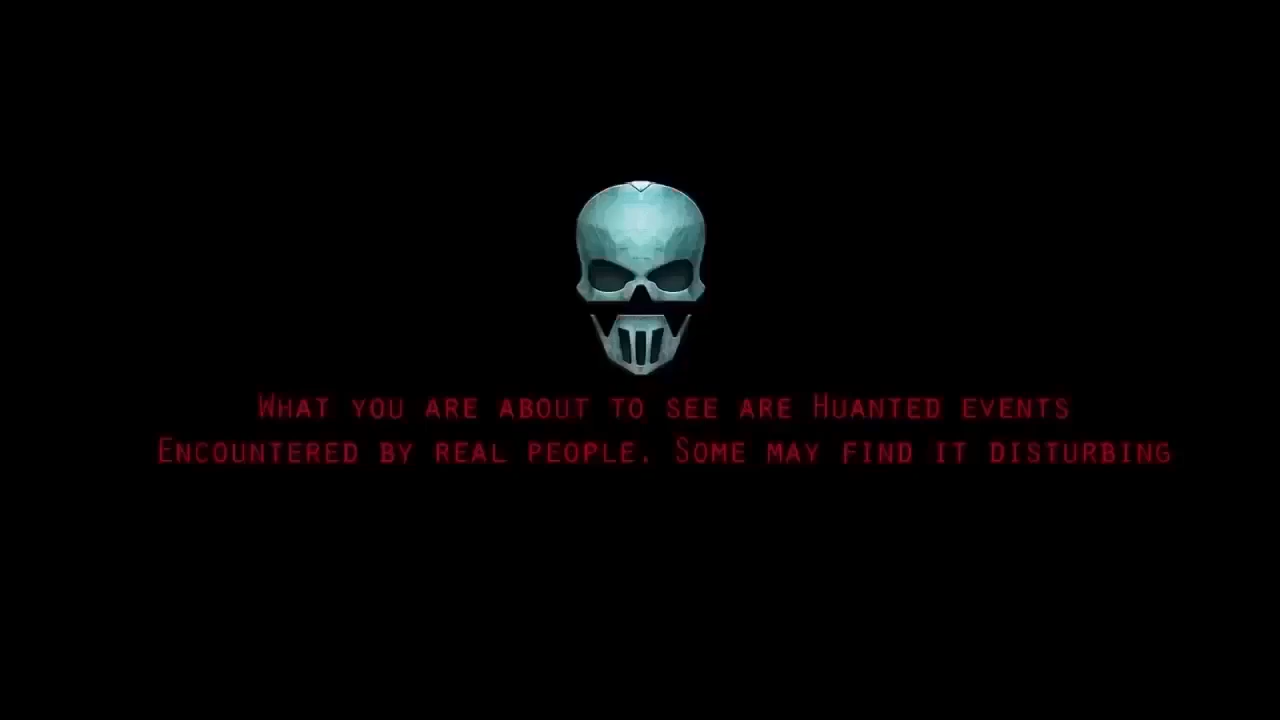 What you are about to see are Huanted events
Encountered by real people. Some may find it disturbing